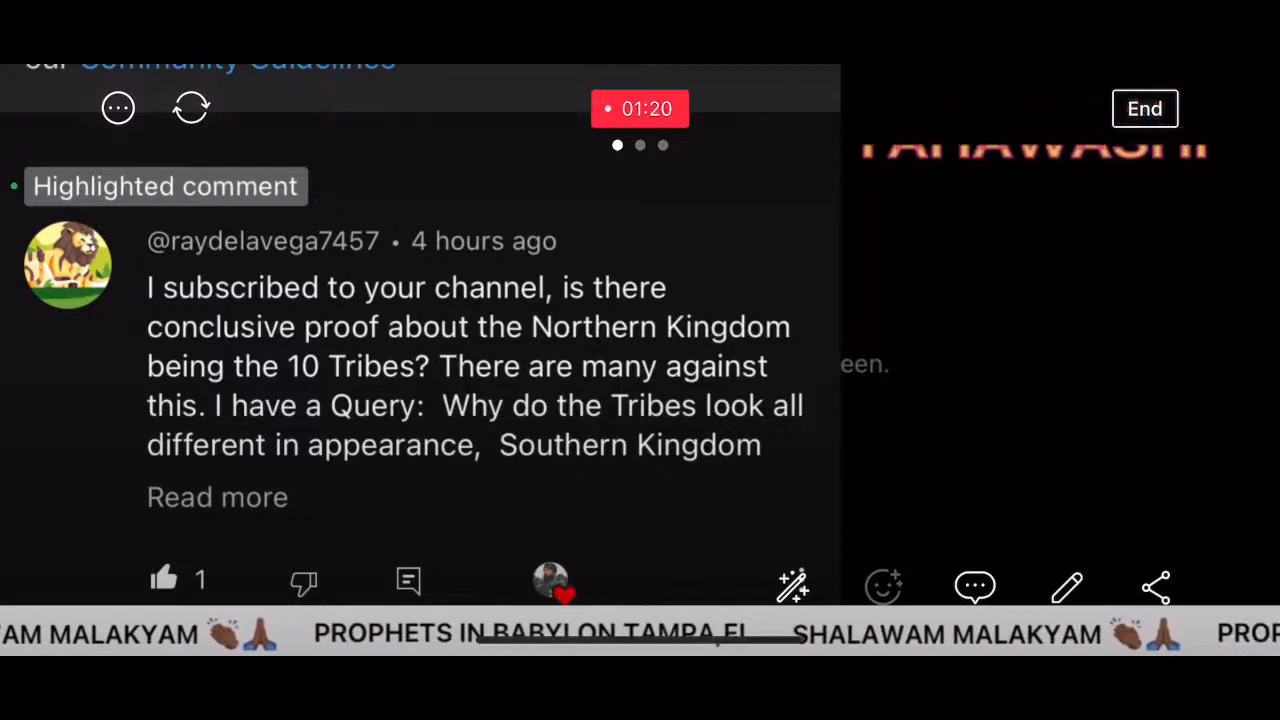 our Community Guidelines
01:20
End
YAHAWASHI
Highlighted comment
@raydelavega7457 • 4 hours ago
I subscribed to your channel, is there
conclusive proof about the Northern Kingdom
being the 10 Tribes? There are many against
this. I have a Query: Why do the Tribes look all
different in appearance, Southern Kingdom
Read more
een.
1
AM MALAKYAM 👏🏾🙏🏾 PROPHETS IN BABYLON TAMPA,FL SHALAWAM MALAKYAM 👏🏾🙏🏾 PROP